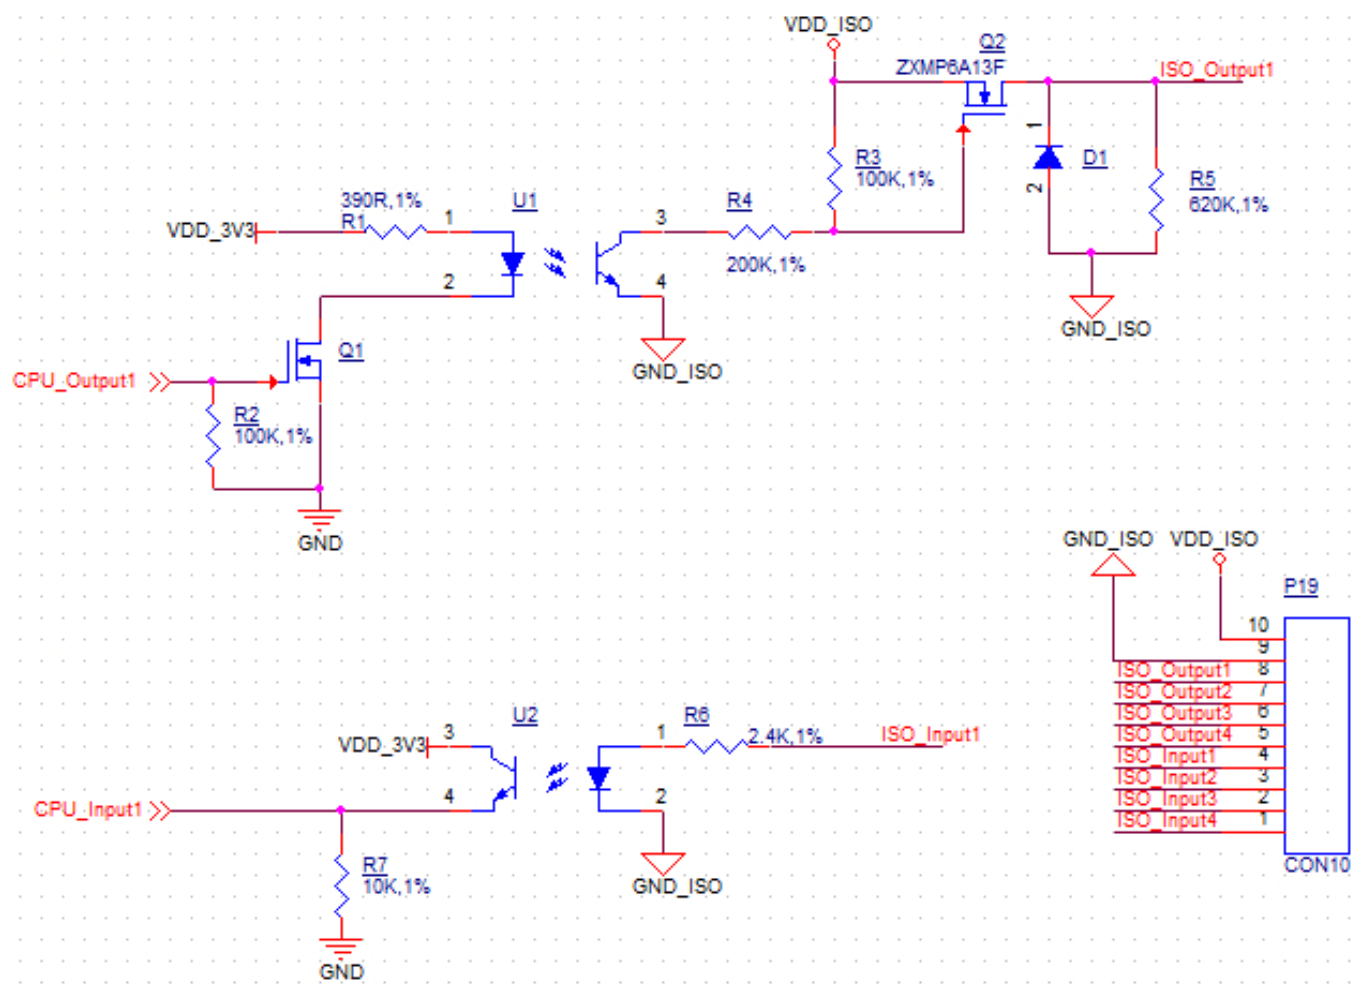 VDD_ISO
Q2
ZXMP6A13F
ISO_Output1
1
2
D1
R3
100K,1%
R5
620K,1%
390R,1%
R1
VDD_3V3
1
U1
3
R4
200K,1%
2
4
GND_ISO
GND_ISO
Q1
CPU_Output1
R2
100K,1%
GND
GND_ISO
VDD_ISO
P19
10
9
ISO_Output1
8
ISO_Output2
7
ISO_Output3
6
ISO_Output4
5
ISO_Input1
4
ISO_Input2
3
ISO_Input3
2
ISO_Input4
1
CON10
U2
3
VDD_3V3
1
R6
2.4K,1%
ISO_Input1
CPU_Input1
4
2
R7
10K,1%
GND_ISO
GND